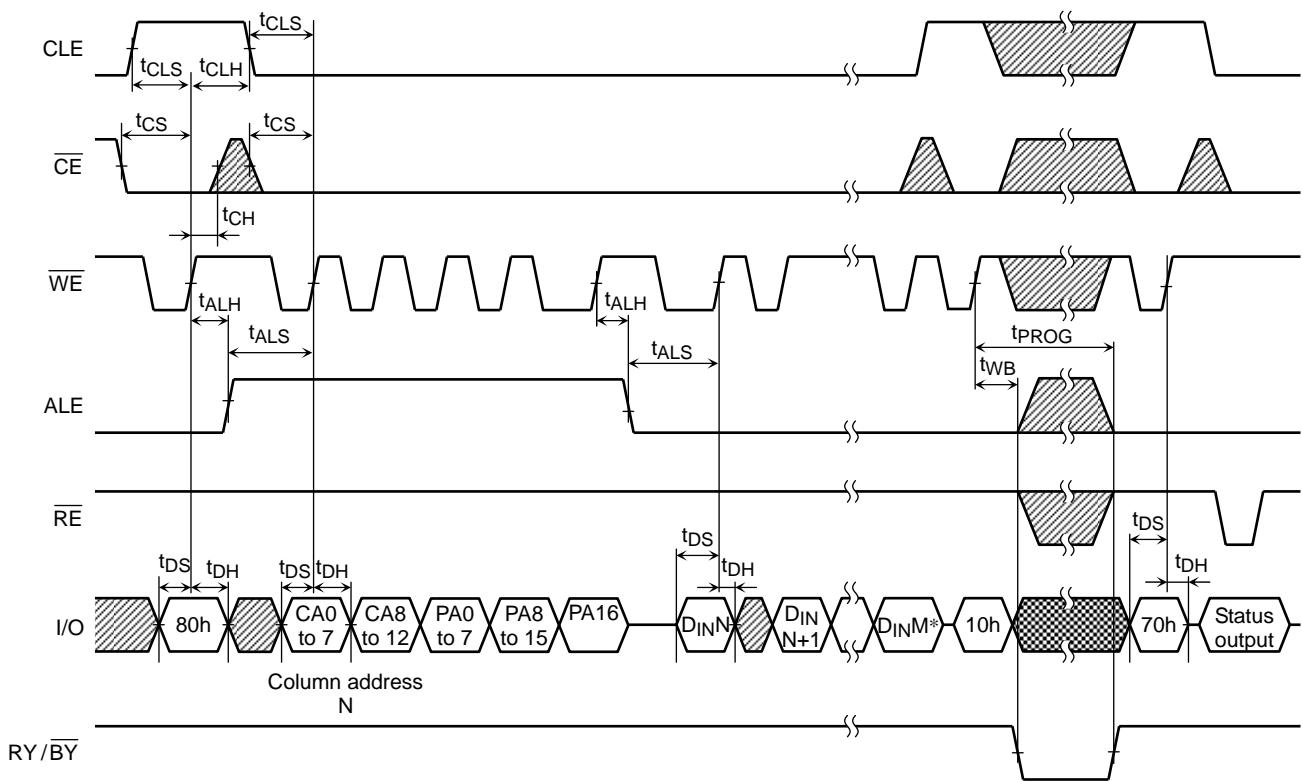 CLE
tCLS
tCLS tCLH
CE
tCS tCS
tCH
WE
tALH tALH
tALS tALS
tPROG
tWB
ALE
RE
tDS tDH tDS tDH tDS tDH tDS tDH
I/O
80h
CA0
to 7
CA8
to 12
PA0
to 7
PA8
to 15
PA16
DINN
DIN
N+1
DINM*
10h
70h
Status
output
Column address
N
RY/BY